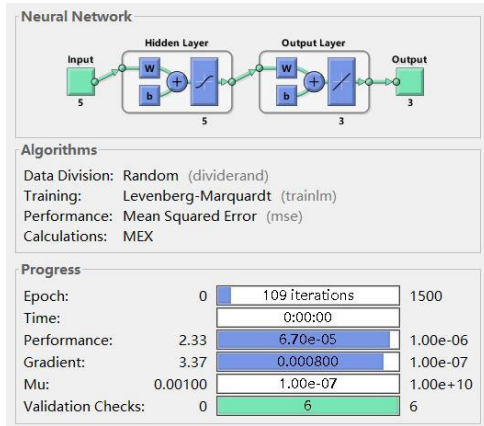 Neural Network
Hidden Layer Output Layer
Input Output
W W
+ +
b b
5 3
5 3
Algorithms
Data Division: Random (dividerand)
Training: Levenberg-Marquardt (trainlm)
Performance: Mean Squared Error (mse)
Calculations: MEX
Progress
Epoch: 0 109 iterations 1500
Time: 0:00:00
Performance: 2.33 6.70e-05 1.00e-06
Gradient: 3.37 0.000800 1.00e-07
Mu: 0.00100 1.00e-07 1.00e+10
Validation Checks: 0 6 6